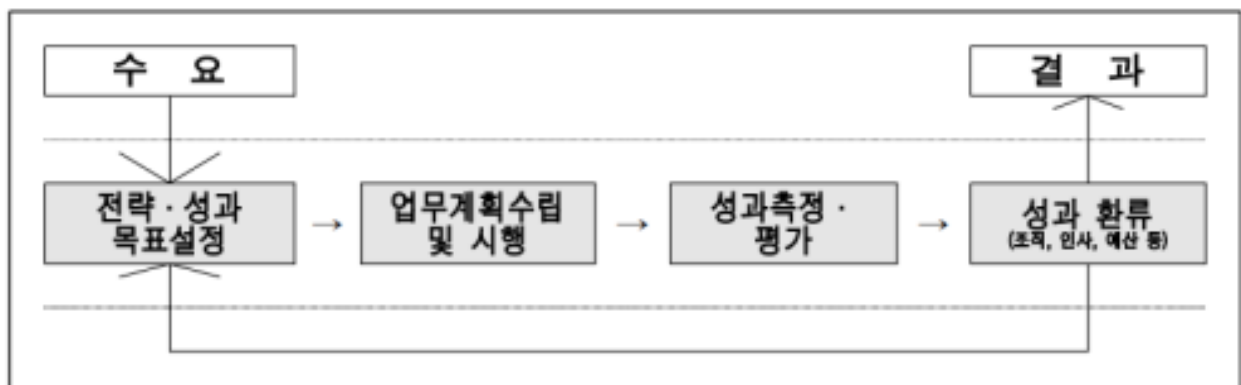 수 요
결 과
전략 · 성과
목표설정
→
업무계획수립
및 시행
→
성과측정 ·
평가
→
성과 환류
(조직, 인사, 예산 등)